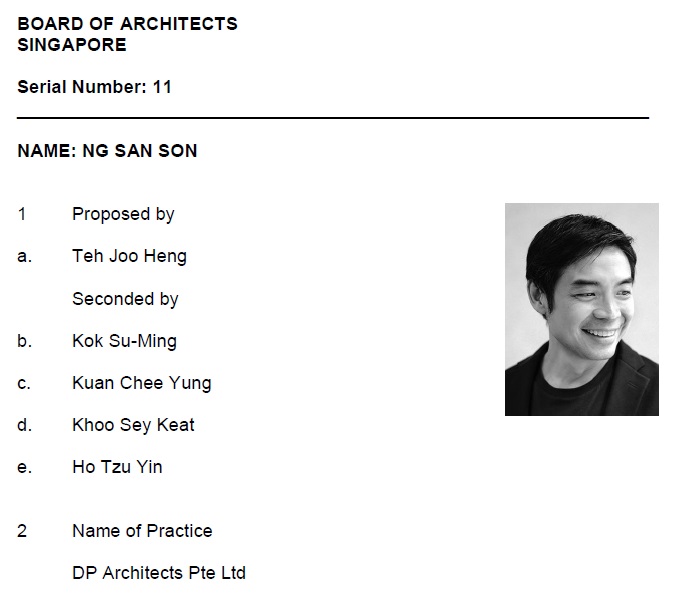 BOARD OF ARCHITECTS
SINGAPORE
Serial Number: 11
NAME: NG SAN SON
1 Proposed by
a. Teh Joo Heng
Seconded by
b. Kok Su-Ming
c. Kuan Chee Yung
d. Khoo Sey Keat
e. Ho Tzu Yin
2 Name of Practice
DP Architects Pte Ltd